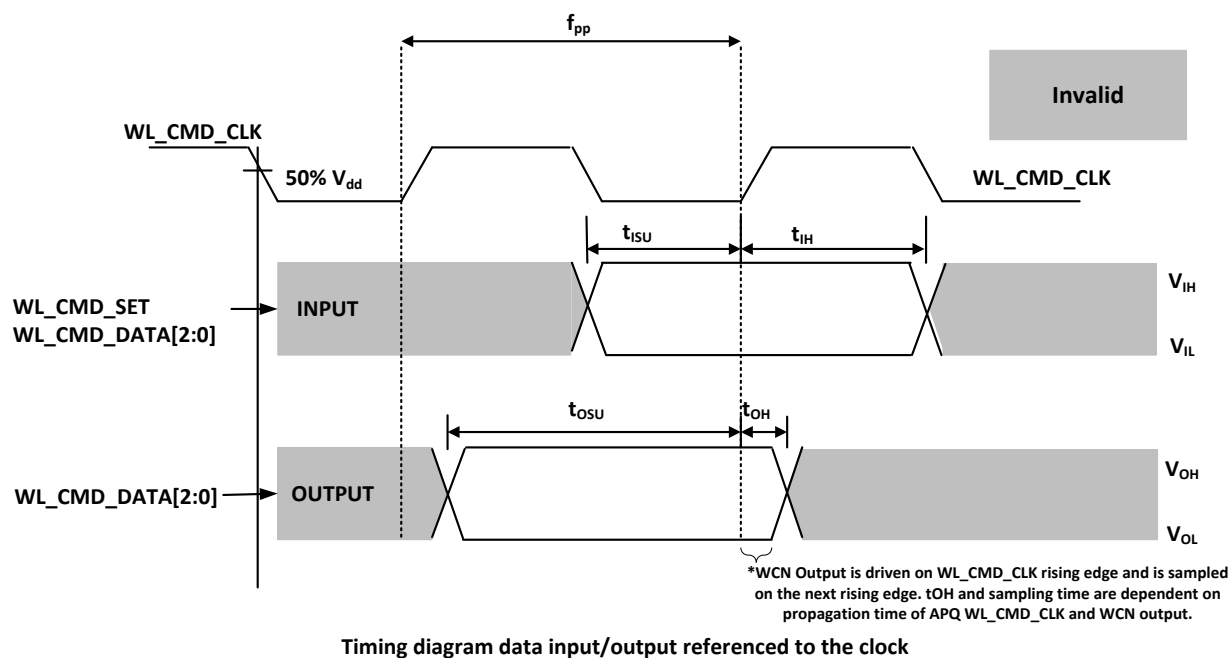 fpp
Invalid
WL_CMD_CLK
50% Vdd
WL_CMD_CLK
tISU
tIH
WL_CMD_SET
WL_CMD_DATA[2:0]
INPUT
VIH
VIL
tOSU
tOH
WL_CMD_DATA[2:0]
OUTPUT
VOH
VOL
*WCN Output is driven on WL_CMD_CLK rising edge and is sampled
on the next rising edge. tOH and sampling time are dependent on
propagation time of APQ WL_CMD_CLK and WCN output.
Timing diagram data input/output referenced to the clock